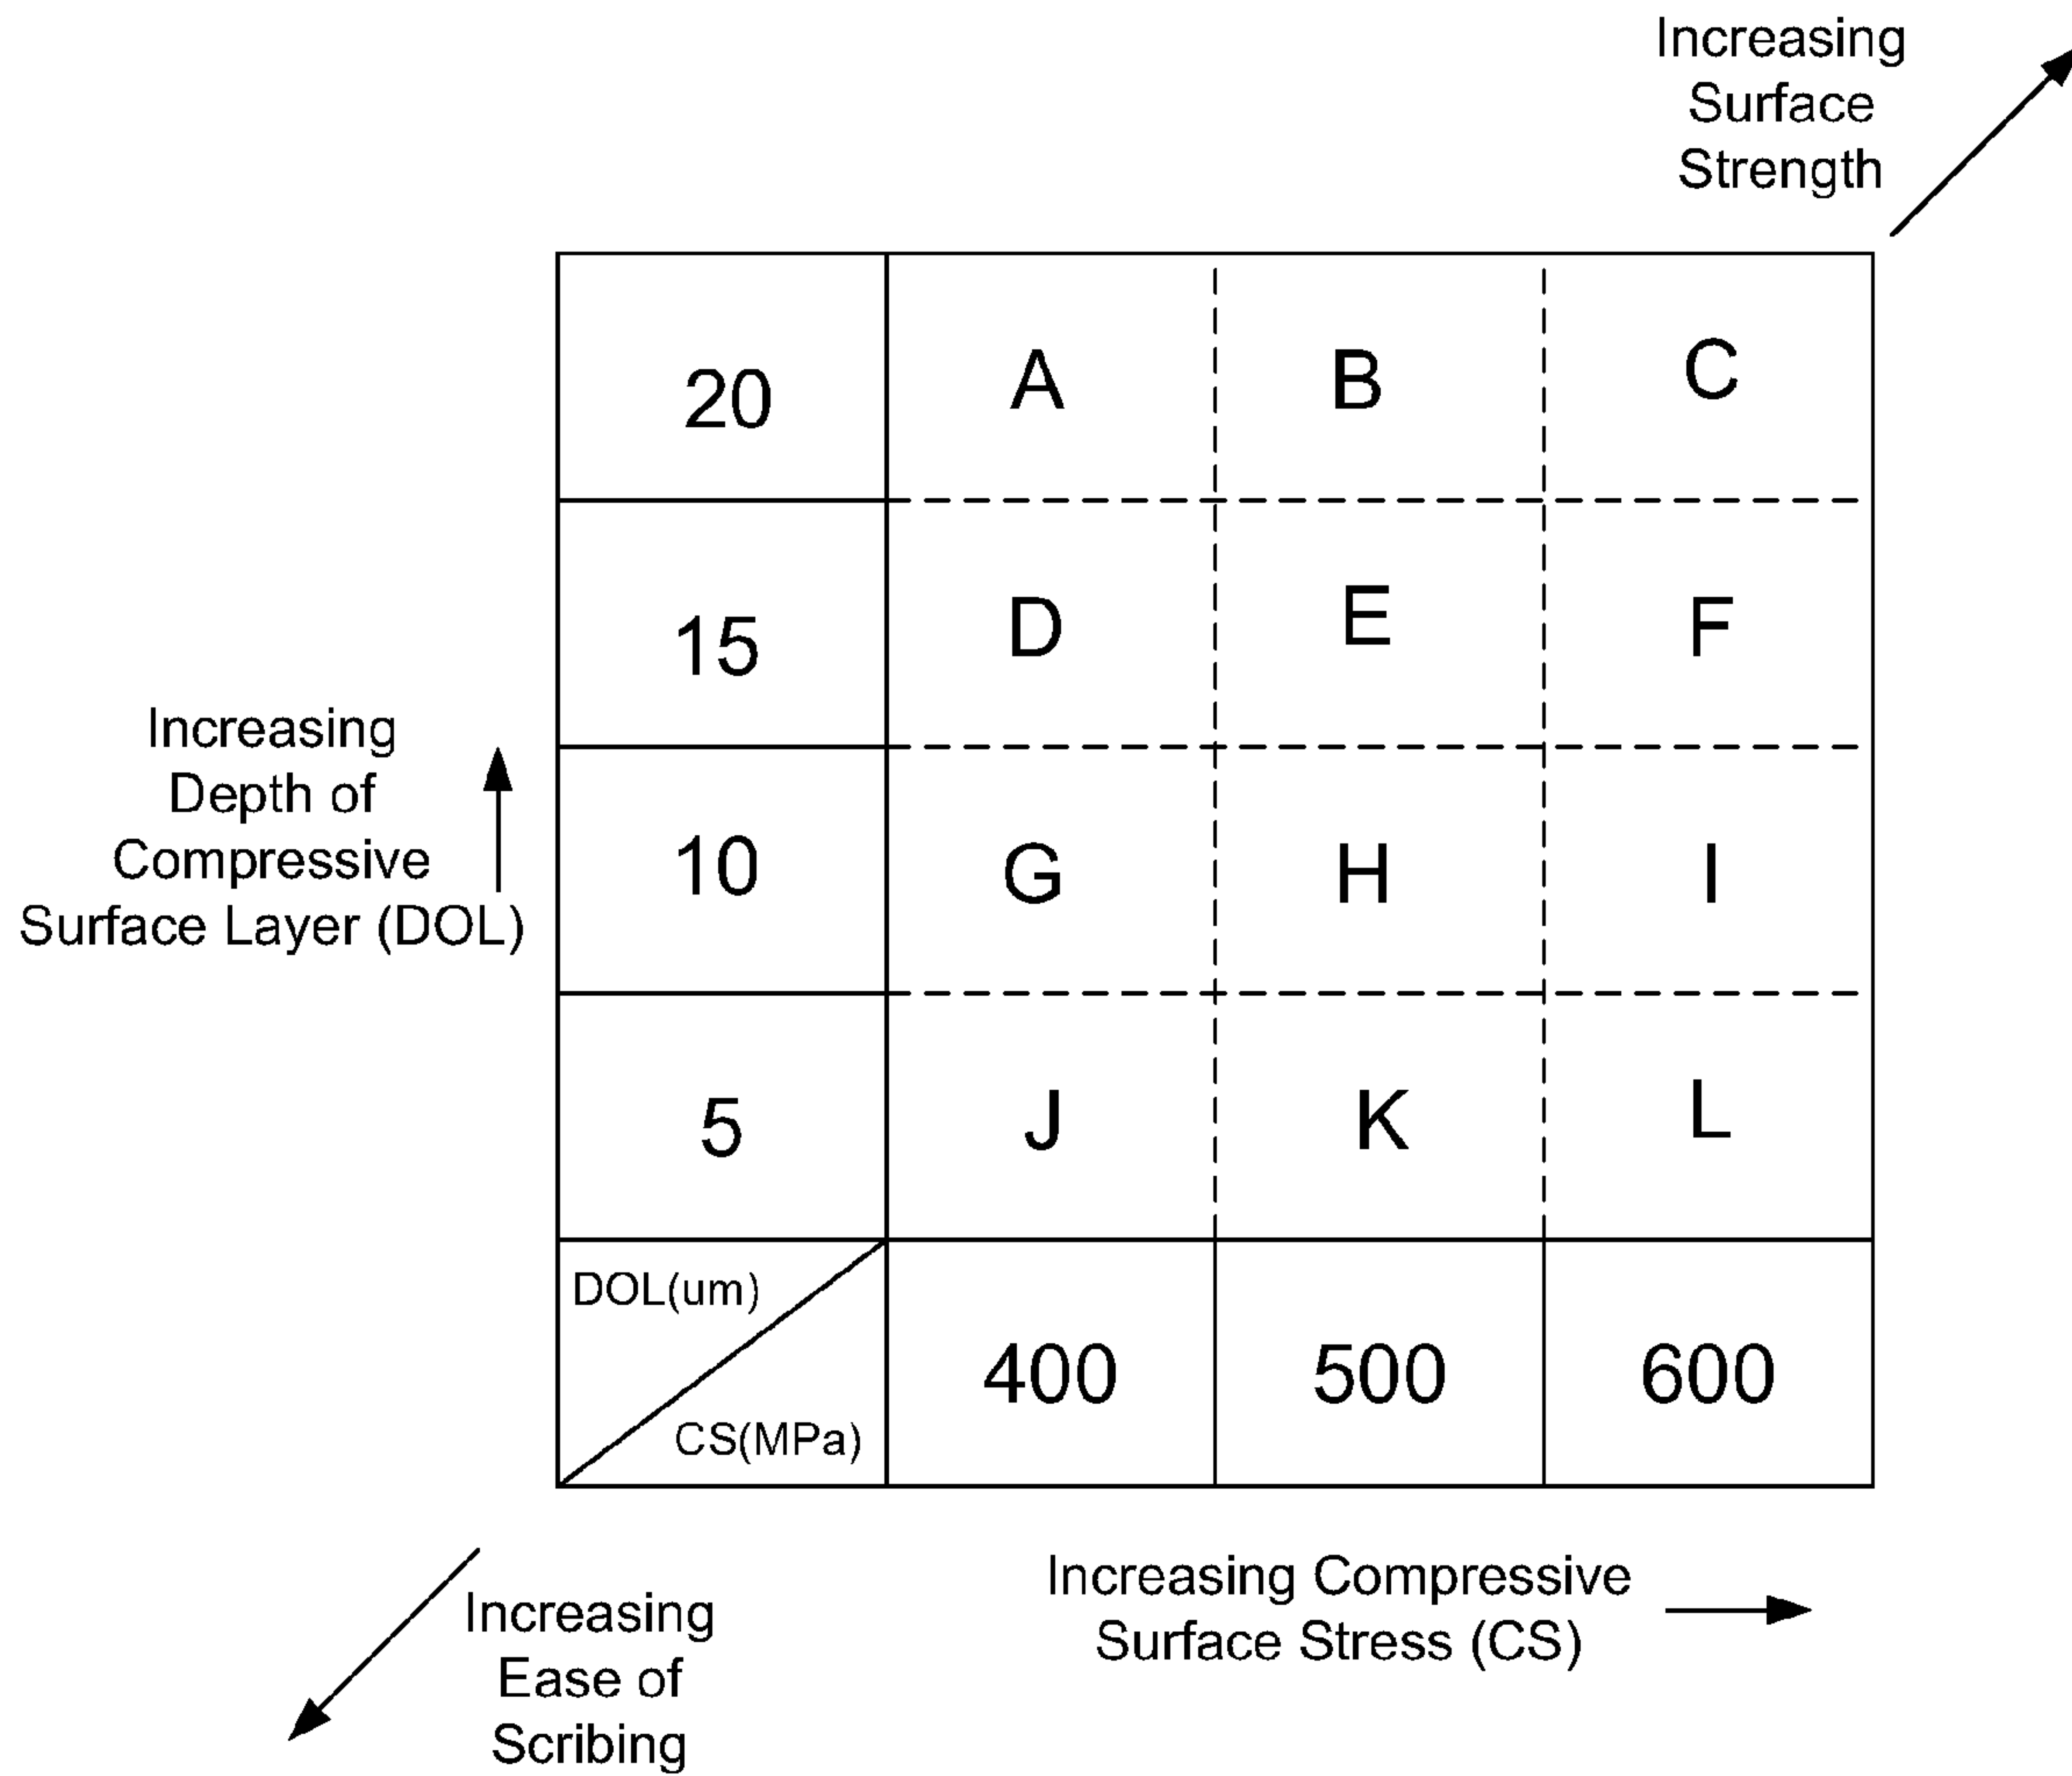 Increasing
Surface
Strength
20 A B C
15 D E F
Increasing
Depth of
Compressive
Surface Layer (DOL)
10 G H I
5 J K L
DOL(um)
CS(MPa)
400 500 600
Increasing
Ease of
Scribing
Increasing Compressive
Surface Stress (CS)